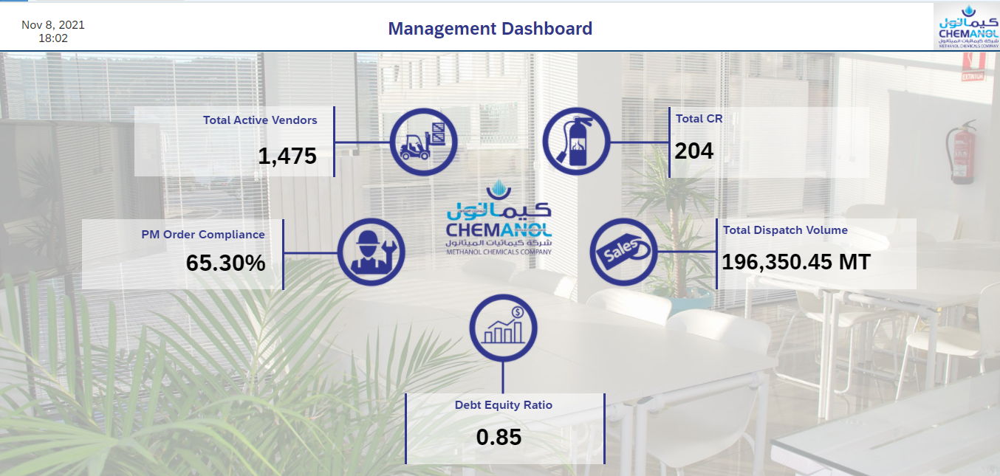 Nov 8, 2021
18:02
Management Dashboard
كيمانول
CHEMANOL
شركة كيمائيات الميثانول
METHANOL CHEMICALS COMPANY
EXTINTOR
Total Active Vendors
1,475
Total CR
204
كيمانول
CHEMANOL
شركة كيمائيات الميثانول
METHANOL CHEMICALS COMPANY
PM Order Compliance
65.30%
Sales
Total Dispatch Volume
196,350.45 MT
$
Debt Equity Ratio
0.85